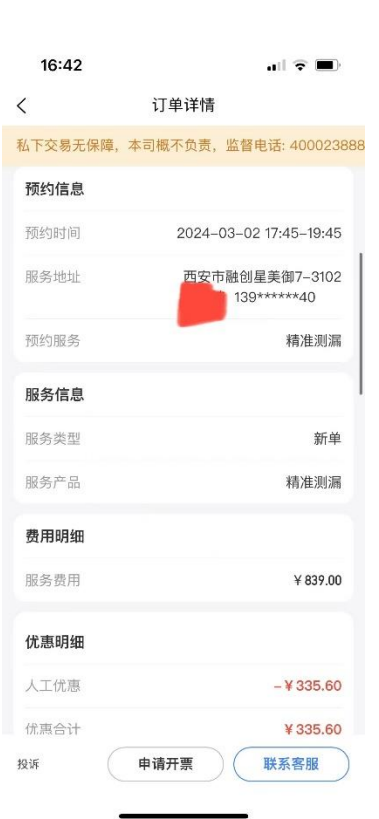 16:42
订单详情
私下交易无保障，本司概不负责，监督电话: 400023888
预约信息
预约时间 2024-03-02 17:45-19:45
服务地址 西安市融创星美御7-3102
139******40
预约服务 精准测漏
服务信息
服务类型 新单
服务产品 精准测漏
费用明细
服务费用 ¥839.00
优惠明细
人工优惠 -¥335.60
优惠合计 ¥335.60
投诉 申请开票 联系客服